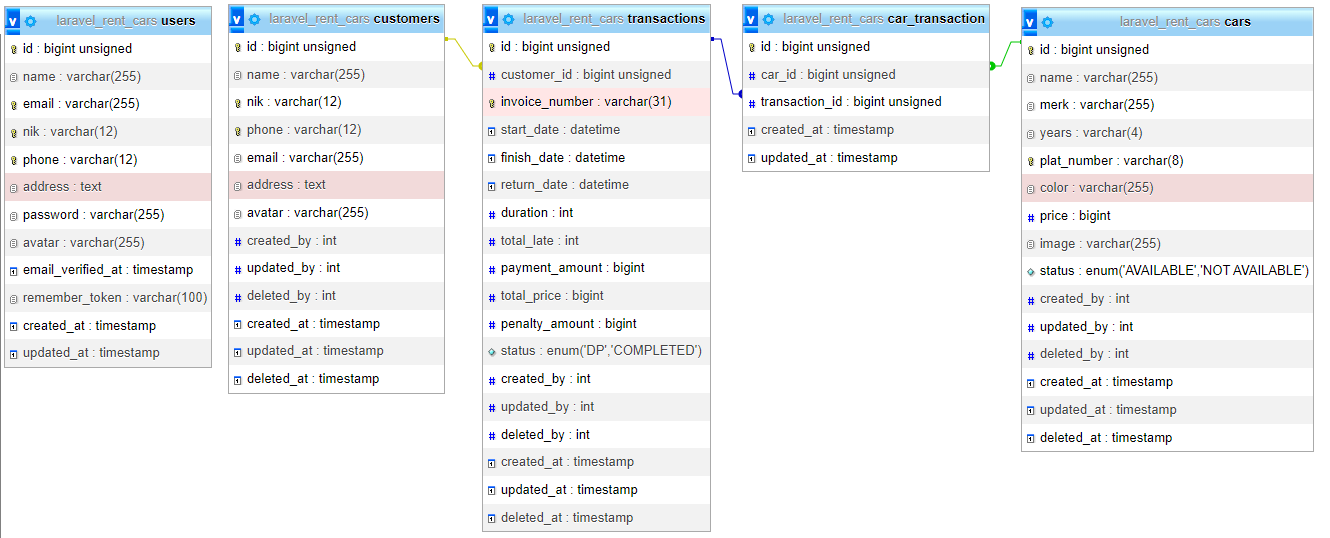 laravel_rent_cars users
id : bigint unsigned
name : varchar(255)
email : varchar(255)
nik : varchar(12)
phone : varchar(12)
address : text
password : varchar(255)
avatar : varchar(255)
email_verified_at : timestamp
remember_token : varchar(100)
created_at : timestamp
updated_at : timestamp
laravel_rent_cars customers
id : bigint unsigned
name : varchar(255)
nik : varchar(12)
phone : varchar(12)
email : varchar(255)
address : text
avatar : varchar(255)
created_by : int
updated_by : int
deleted_by : int
created_at : timestamp
updated_at : timestamp
deleted_at : timestamp
laravel_rent_cars transactions
id : bigint unsigned
customer_id : bigint unsigned
invoice_number : varchar(31)
start_date : datetime
finish_date : datetime
return_date : datetime
duration : int
total_late : int
payment_amount : bigint
total_price : bigint
penalty_amount : bigint
status : enum('DP','COMPLETED')
created_by : int
updated_by : int
deleted_by : int
created_at : timestamp
updated_at : timestamp
deleted_at : timestamp
laravel_rent_cars car_transaction
id : bigint unsigned
car_id : bigint unsigned
transaction_id : bigint unsigned
created_at : timestamp
updated_at : timestamp
laravel_rent_cars cars
id : bigint unsigned
name : varchar(255)
merk : varchar(255)
years : varchar(4)
plat_number : varchar(8)
color : varchar(255)
price : bigint
image : varchar(255)
status : enum('AVAILABLE','NOT AVAILABLE')
created_by : int
updated_by : int
deleted_by : int
created_at : timestamp
updated_at : timestamp
deleted_at : timestamp